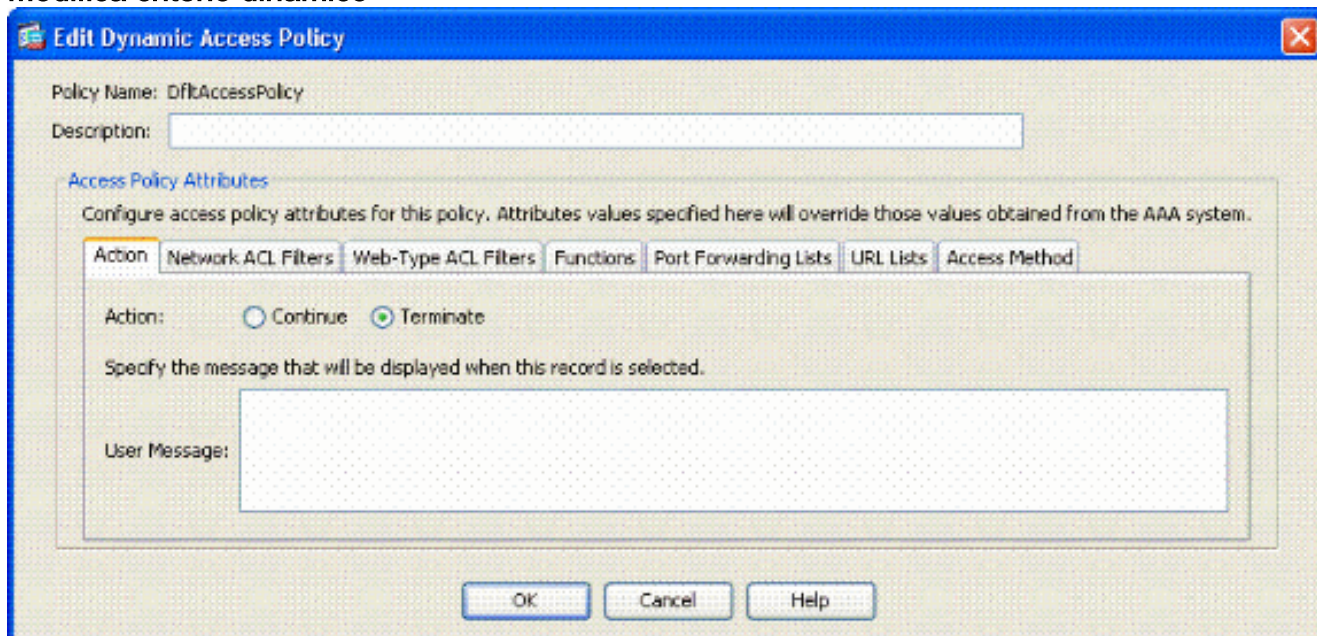 Modifica criterio dinamico
Edit Dynamic Access Policy
Policy Name: DfltAccessPolicy
Description:
Access Policy Attributes
Configure access policy attributes for this policy. Attributes values specified here will override those values obtained from the AAA system.
Action Network ACL Filters Web-Type ACL Filters Functions Port Forwarding Lists URL Lists Access Method
Action: Continue Terminate
Specify the message that will be displayed when this record is selected.
User Message:
OK Cancel Help